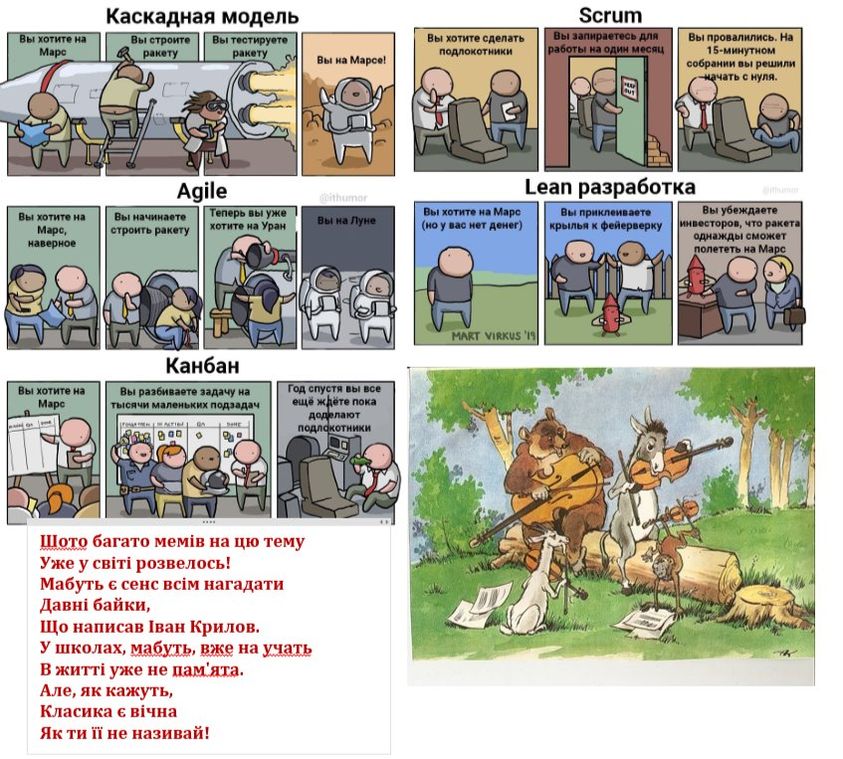 Каскадная модель
Вы хотите на
Марс
Вы строите
ракету
Вы тестируете
ракету
Вы на Марсе!
Scrum
Вы хотите сделать
подлокотники
Вы запираетесь для
работы на один месяц
KEEP
OUT
Вы провалились. На
15-минутном
собрании вы решили
начать с нуля.
Agile
@ithumor
Вы хотите на
Марс,
наверное
Вы начинаете
строить ракету
Теперь вы уже
хотите на Уран
Вы на Луне
Lean разработка
@ithumor
Вы хотите на Марс
(но у вас нет денег)
MART VIRKUS '19
Вы приклеиваете
крылья к фейерверку
Вы убеждаете
инвесторов, что ракета
однажды сможет
полететь на Марс
Канбан
Вы хотите на
Марс
Вы разбиваете задачу на
тысячи маленьких подзадач
QA
DONE
Год спустя вы все
ещё ждёте пока
доделают
подлокотники
Шото багато мемів на цю тему
Уже у світі розвелось!
Мабуть є сенс всім нагадати
Давні байки,
Що написав Іван Крилов.
У школах, мабуть, вже на учать
В житті уже не пам'ята.
Але, як кажуть,
Класика є вічна
Як ти її не називай!